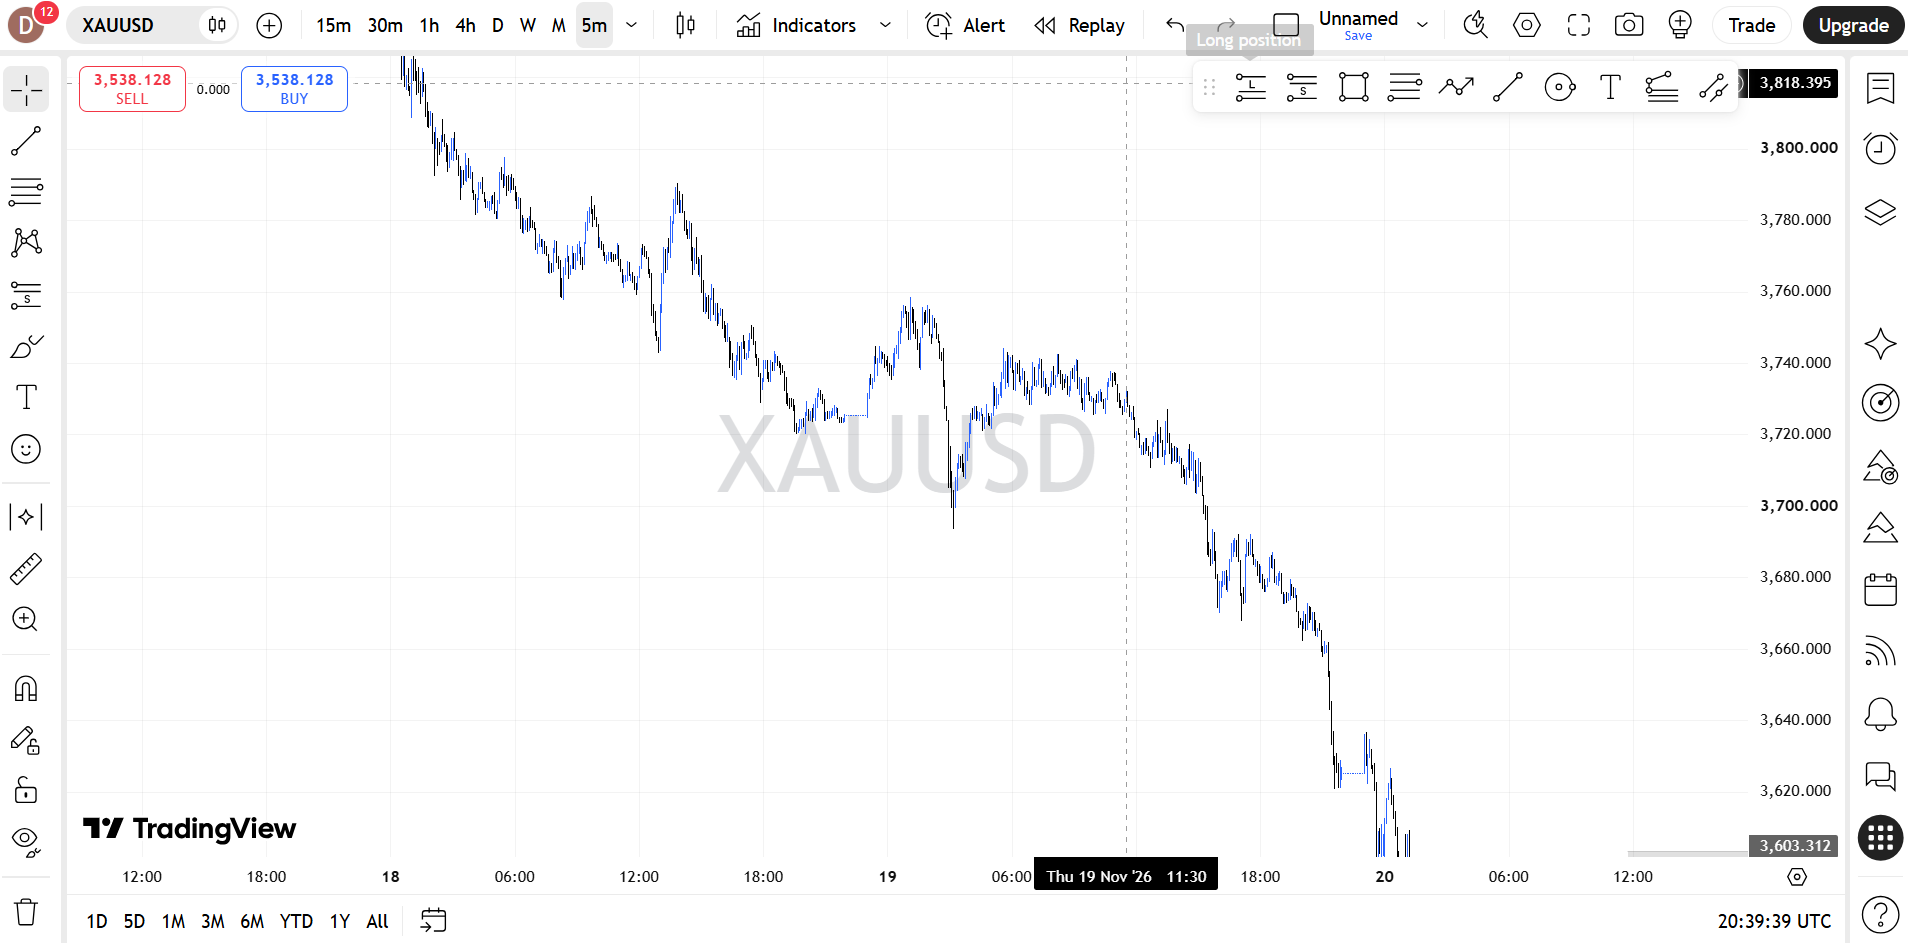 D
12
XAUUSD
15m 30m 1h 4h D W M 5m
Indicators
Alert
Replay
Unnamed
Save
Trade
Upgrade
Long position
3,538.128
SELL
0.000
3,538.128
BUY
L
S
T
3,818.395
3,800.000
3,780.000
3,760.000
3,740.000
3,720.000
3,700.000
3,680.000
3,660.000
3,640.000
3,620.000
3,603.312
S
T
XAUUSD
TradingView
12:00 18:00 18 06:00 12:00 18:00 19 06:00 Thu 19 Nov '26 11:30 18:00 20 06:00 12:00
1D 5D 1M 3M 6M YTD 1Y All
20:39:39 UTC